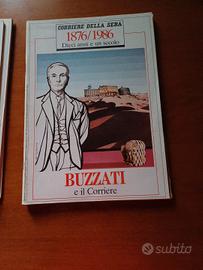 CORRIERE DELLA SERA
1876/1986
Dieci anni e un secolo
BUZZATI
e il Corriere
subito